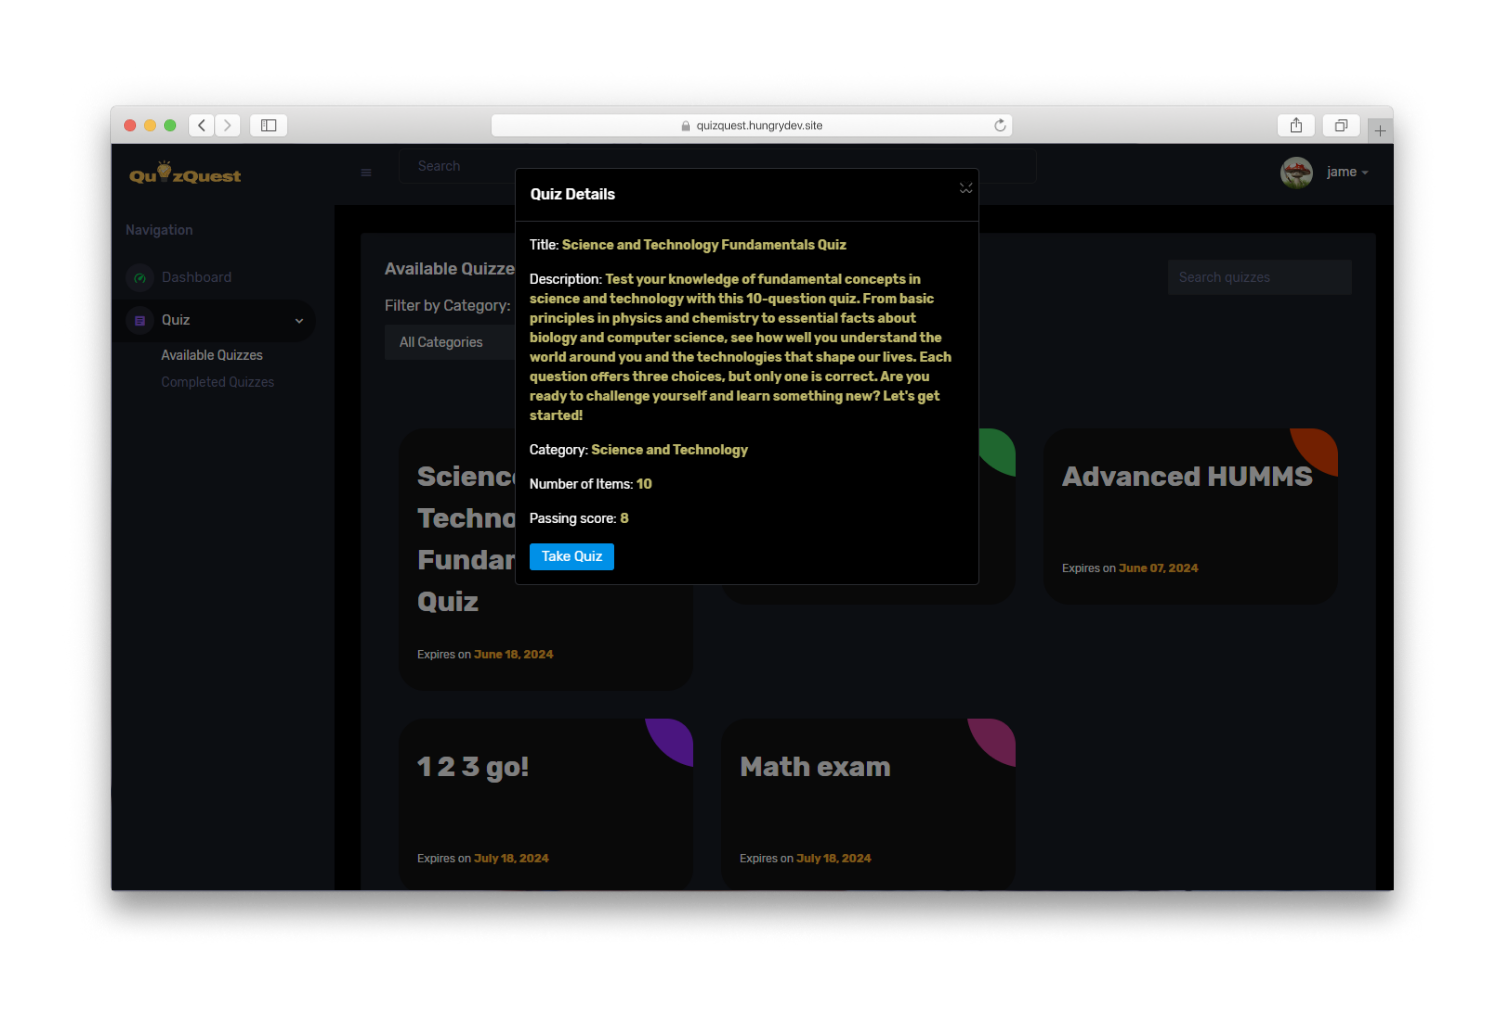 quizquest.hungrydev.site
QuizQuest
Search
jame
Navigation
Dashboard
Quiz
Available Quizzes
Completed Quizzes
Available Quizze
Search quizzes
Filter by Category:
All Categories
Quiz Details
Title: Science and Technology Fundamentals Quiz
Description: Test your knowledge of fundamental concepts in
science and technology with this 10-question quiz. From basic
principles in physics and chemistry to essential facts about
biology and computer science, see how well you understand the
world around you and the technologies that shape our lives. Each
question offers three choices, but only one is correct. Are you
ready to challenge yourself and learn something new? Let's get
started!
Category: Science and Technology
Number of Items: 10
Passing score: 8
Take Quiz
Scienc
Techno
Fundar
Quiz
Expires on June 18, 2024
Advanced HUMMS
Expires on June 07, 2024
1 2 3 go!
Expires on July 18, 2024
Math exam
Expires on July 18, 2024